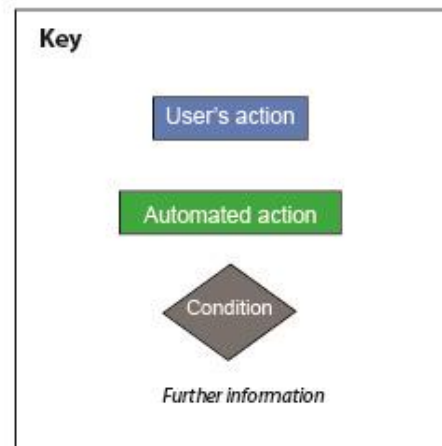 Key
User's action
Automated action
Condition
Further information